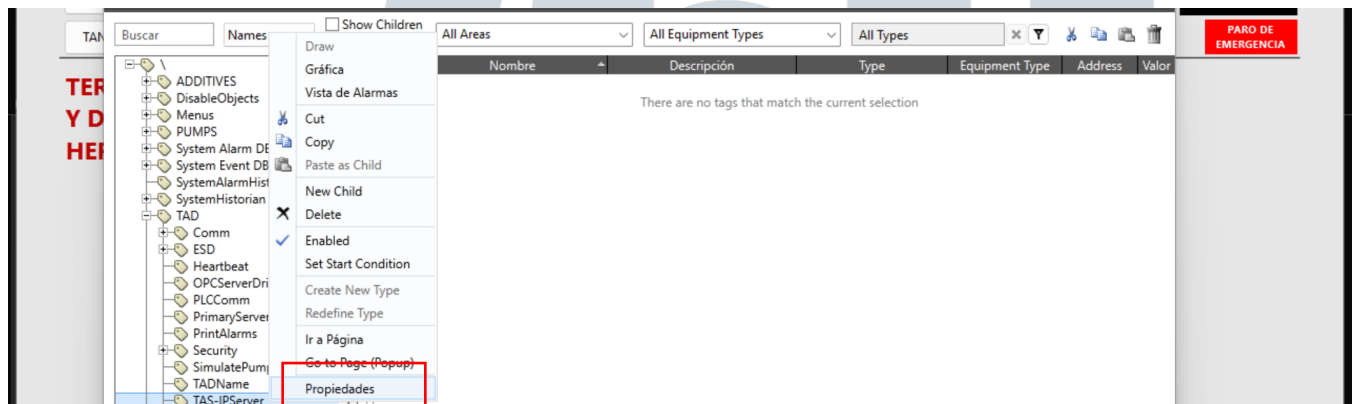 TAN
Buscar
Names
Show Children
All Areas
All Equipment Types
All Types
PARO DE
EMERGENCIA
TER
Y D
HER
\
ADDITIVES
DisableObjects
Menus
PUMPS
System Alarm DB
System Event DB
SystemAlarmHist
SystemHistorian
TAD
Comm
ESD
Heartbeat
OPCServerDri
PLCComm
PrimaryServer
PrintAlarms
Security
SimulatePump
TADName
TAS-IPServer
Draw
Gráfica
Vista de Alarmas
Cut
Copy
Paste as Child
New Child
Delete
Enabled
Set Start Condition
Create New Type
Redefine Type
Ir a Página
Go to Page (Popup)
Propiedades
Nombre
Descripción
Type
Equipment Type
Address
Valor
There are no tags that match the current selection